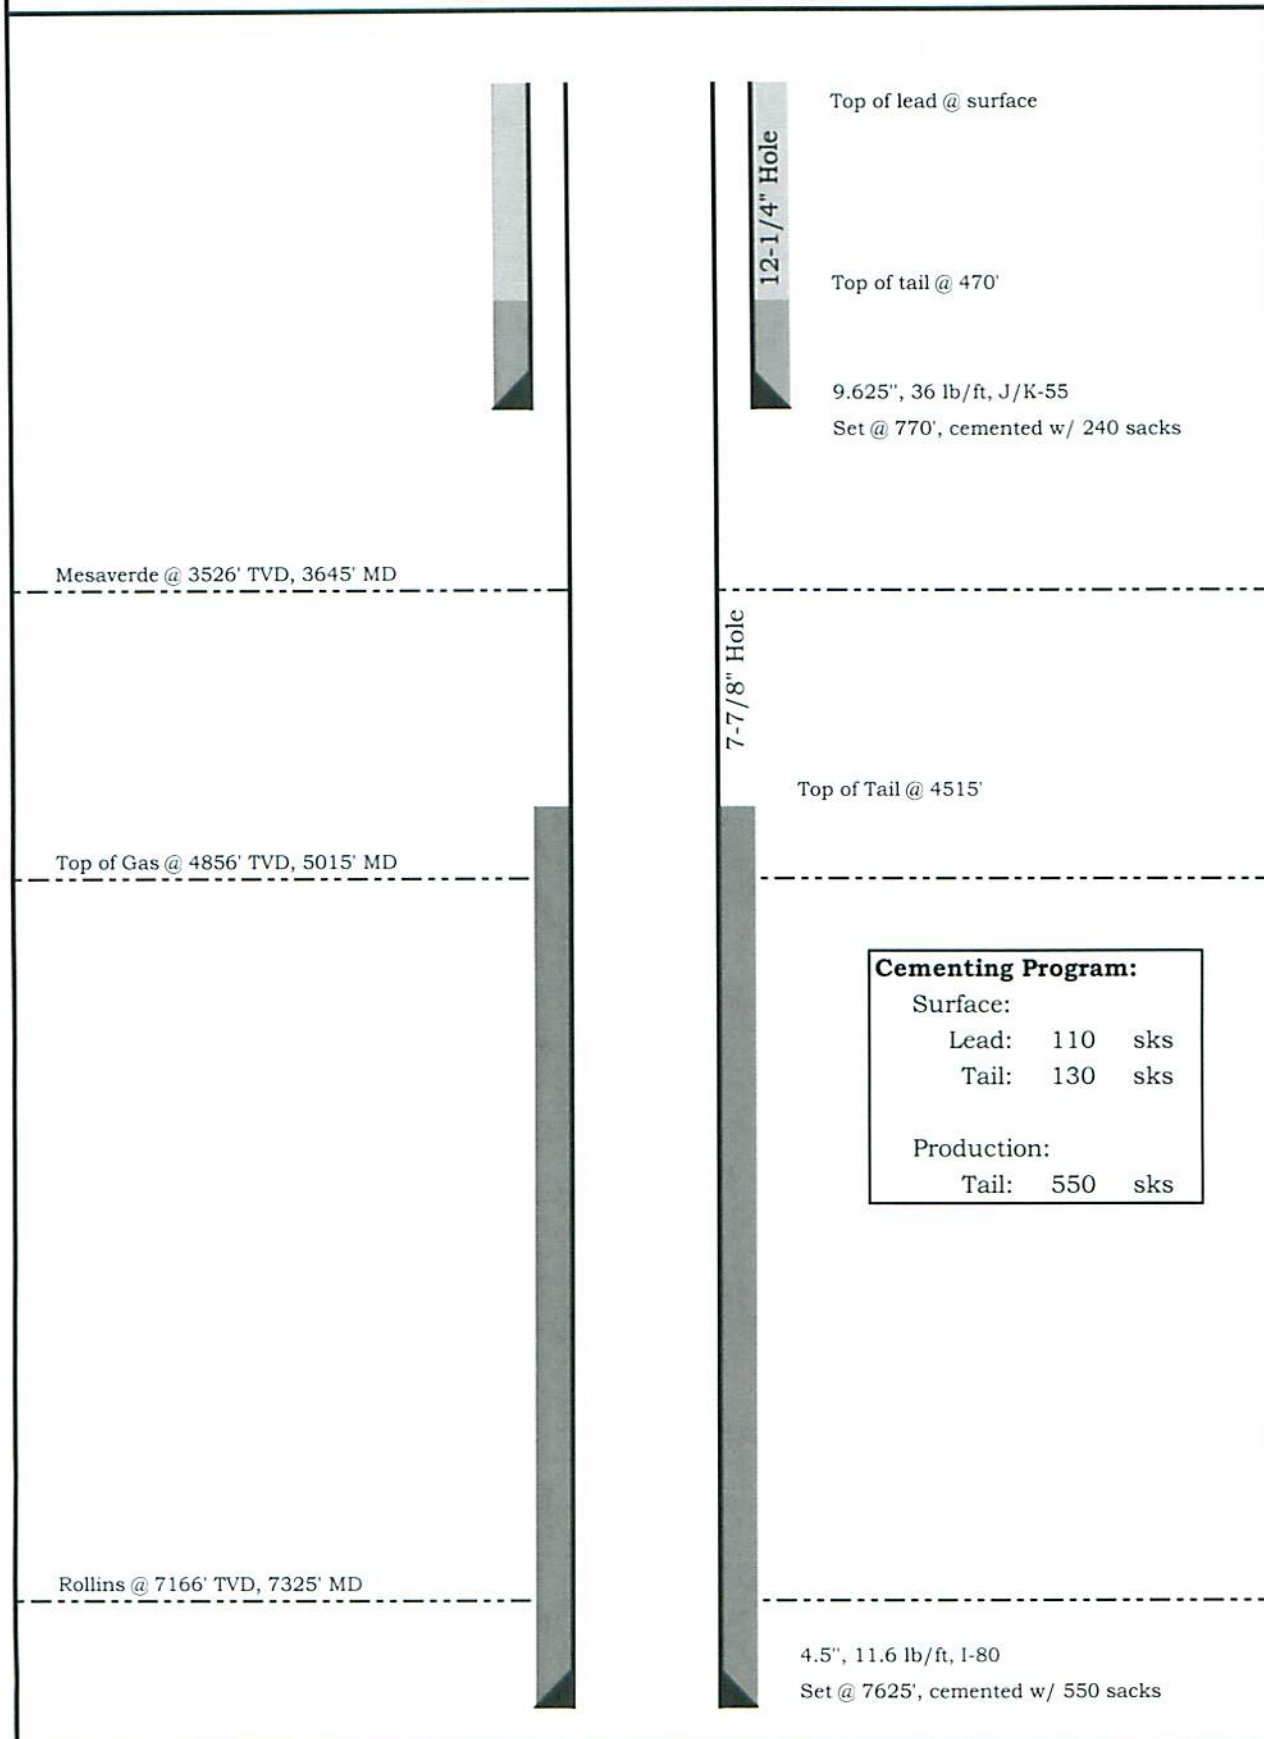 Top of lead @ surface
12-1/4" Hole
Top of tail @ 470'
9.625", 36 lb/ft, J/K-55
Set @ 770', cemented w/ 240 sacks
Mesaverde @ 3526' TVD, 3645' MD
7-7/8" Hole
Top of Tail @ 4515'
Top of Gas @ 4856' TVD, 5015' MD
Cementing Program:
Surface:
Lead: 110 sks
Tail: 130 sks
Production:
Tail: 550 sks
Rollins @ 7166' TVD, 7325' MD
4.5", 11.6 lb/ft, I-80
Set @ 7625', cemented w/ 550 sacks